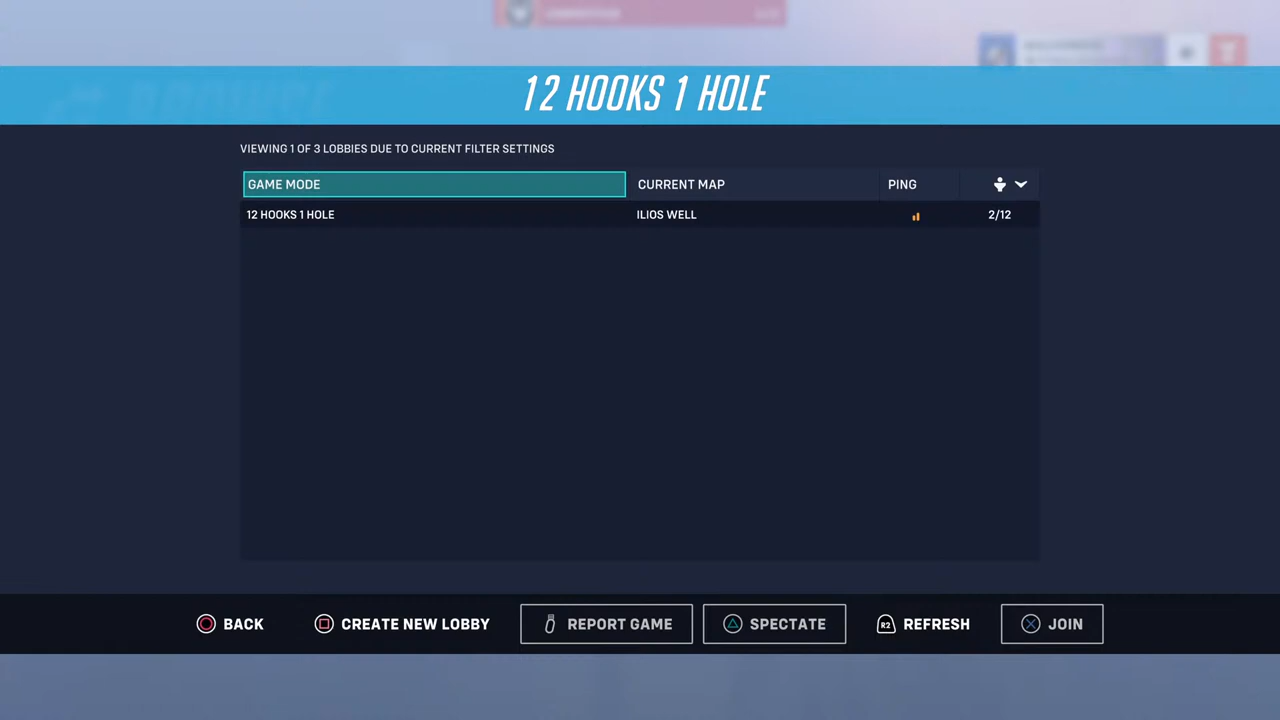 12 HOOKS 1 HOLE
VIEWING 1 OF 3 LOBBIES DUE TO CURRENT FILTER SETTINGS
GAME MODE CURRENT MAP PING
12 HOOKS 1 HOLE ILIOS WELL 2/12
BACK CREATE NEW LOBBY REPORT GAME SPECTATE R2 REFRESH JOIN